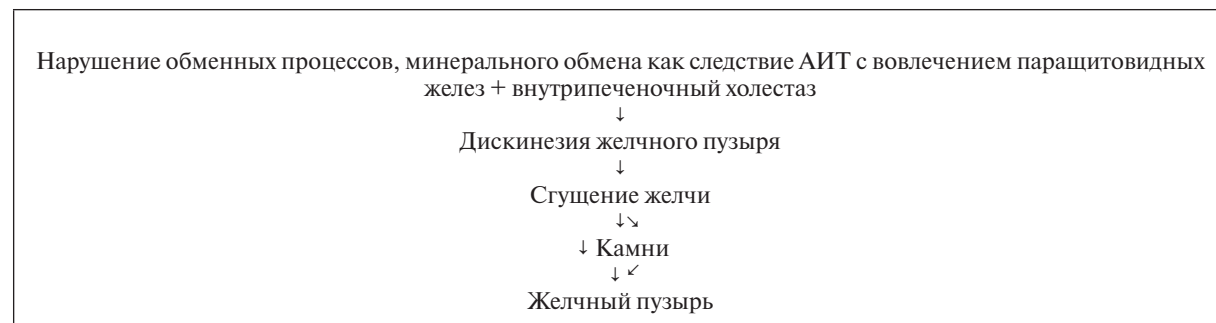 Нарушение обменных процессов, минерального обмена как следствие АИТ с вовлечением паращитовидных
желез + внутрипеченочный холестаз
↓
Дискинезия желчного пузыря
↓
Сгущение желчи
↓↘
↓ Камни
↓ ↙
Желчный пузырь